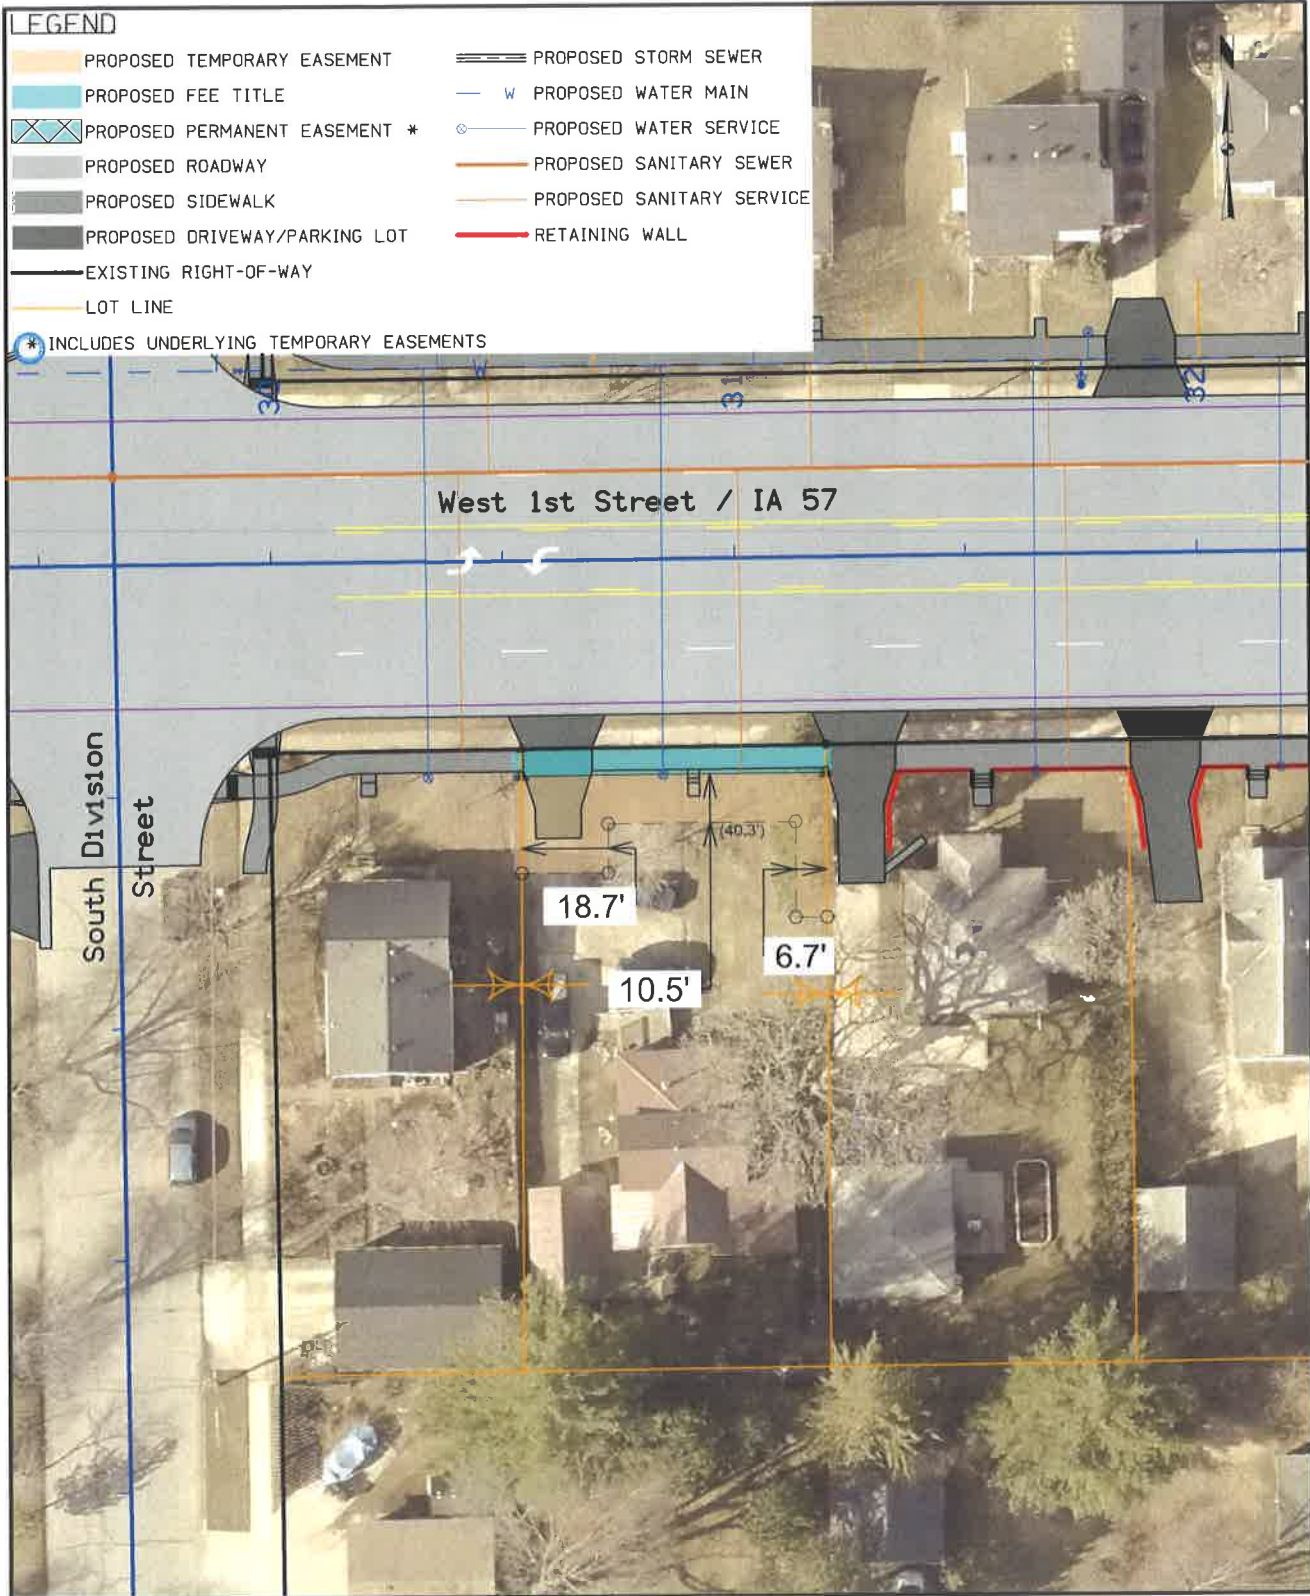 LEGEND
PROPOSED TEMPORARY EASEMENT
PROPOSED FEE TITLE
PROPOSED PERMANENT EASEMENT *
PROPOSED ROADWAY
PROPOSED SIDEWALK
PROPOSED DRIVEWAY/PARKING LOT
EXISTING RIGHT-OF-WAY
LOT LINE
* INCLUDES UNDERLYING TEMPORARY EASEMENTS
PROPOSED STORM SEWER
W PROPOSED WATER MAIN
PROPOSED WATER SERVICE
PROPOSED SANITARY SEWER
PROPOSED SANITARY SERVICE
RETAINING WALL
N
W
31
32
West 1st Street / IA 57
South Division
Street
(40.3')
18.7'
6.7'
10.5'